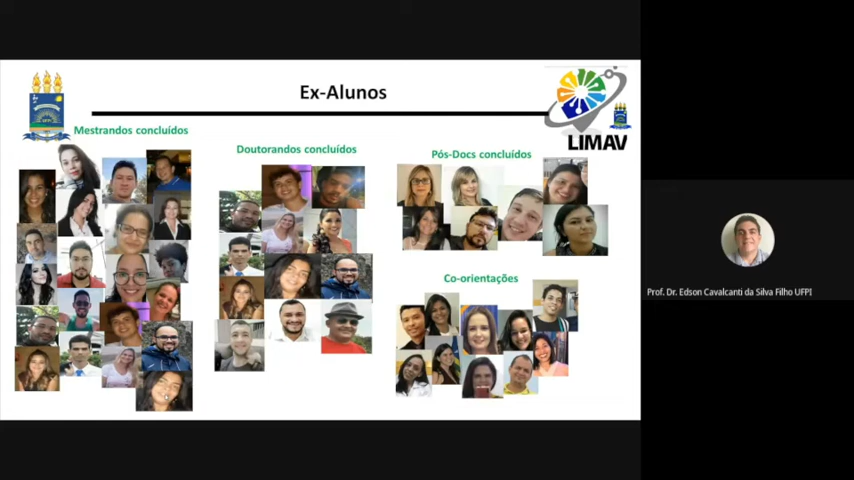 Ex-Alunos
LIMAV
Mestrandos concluídos
Doutorandos concluídos
Pós-Docs concluídos
Co-orientações
Prof. Dr. Edson Cavalcanti da Silva Filho UFPI